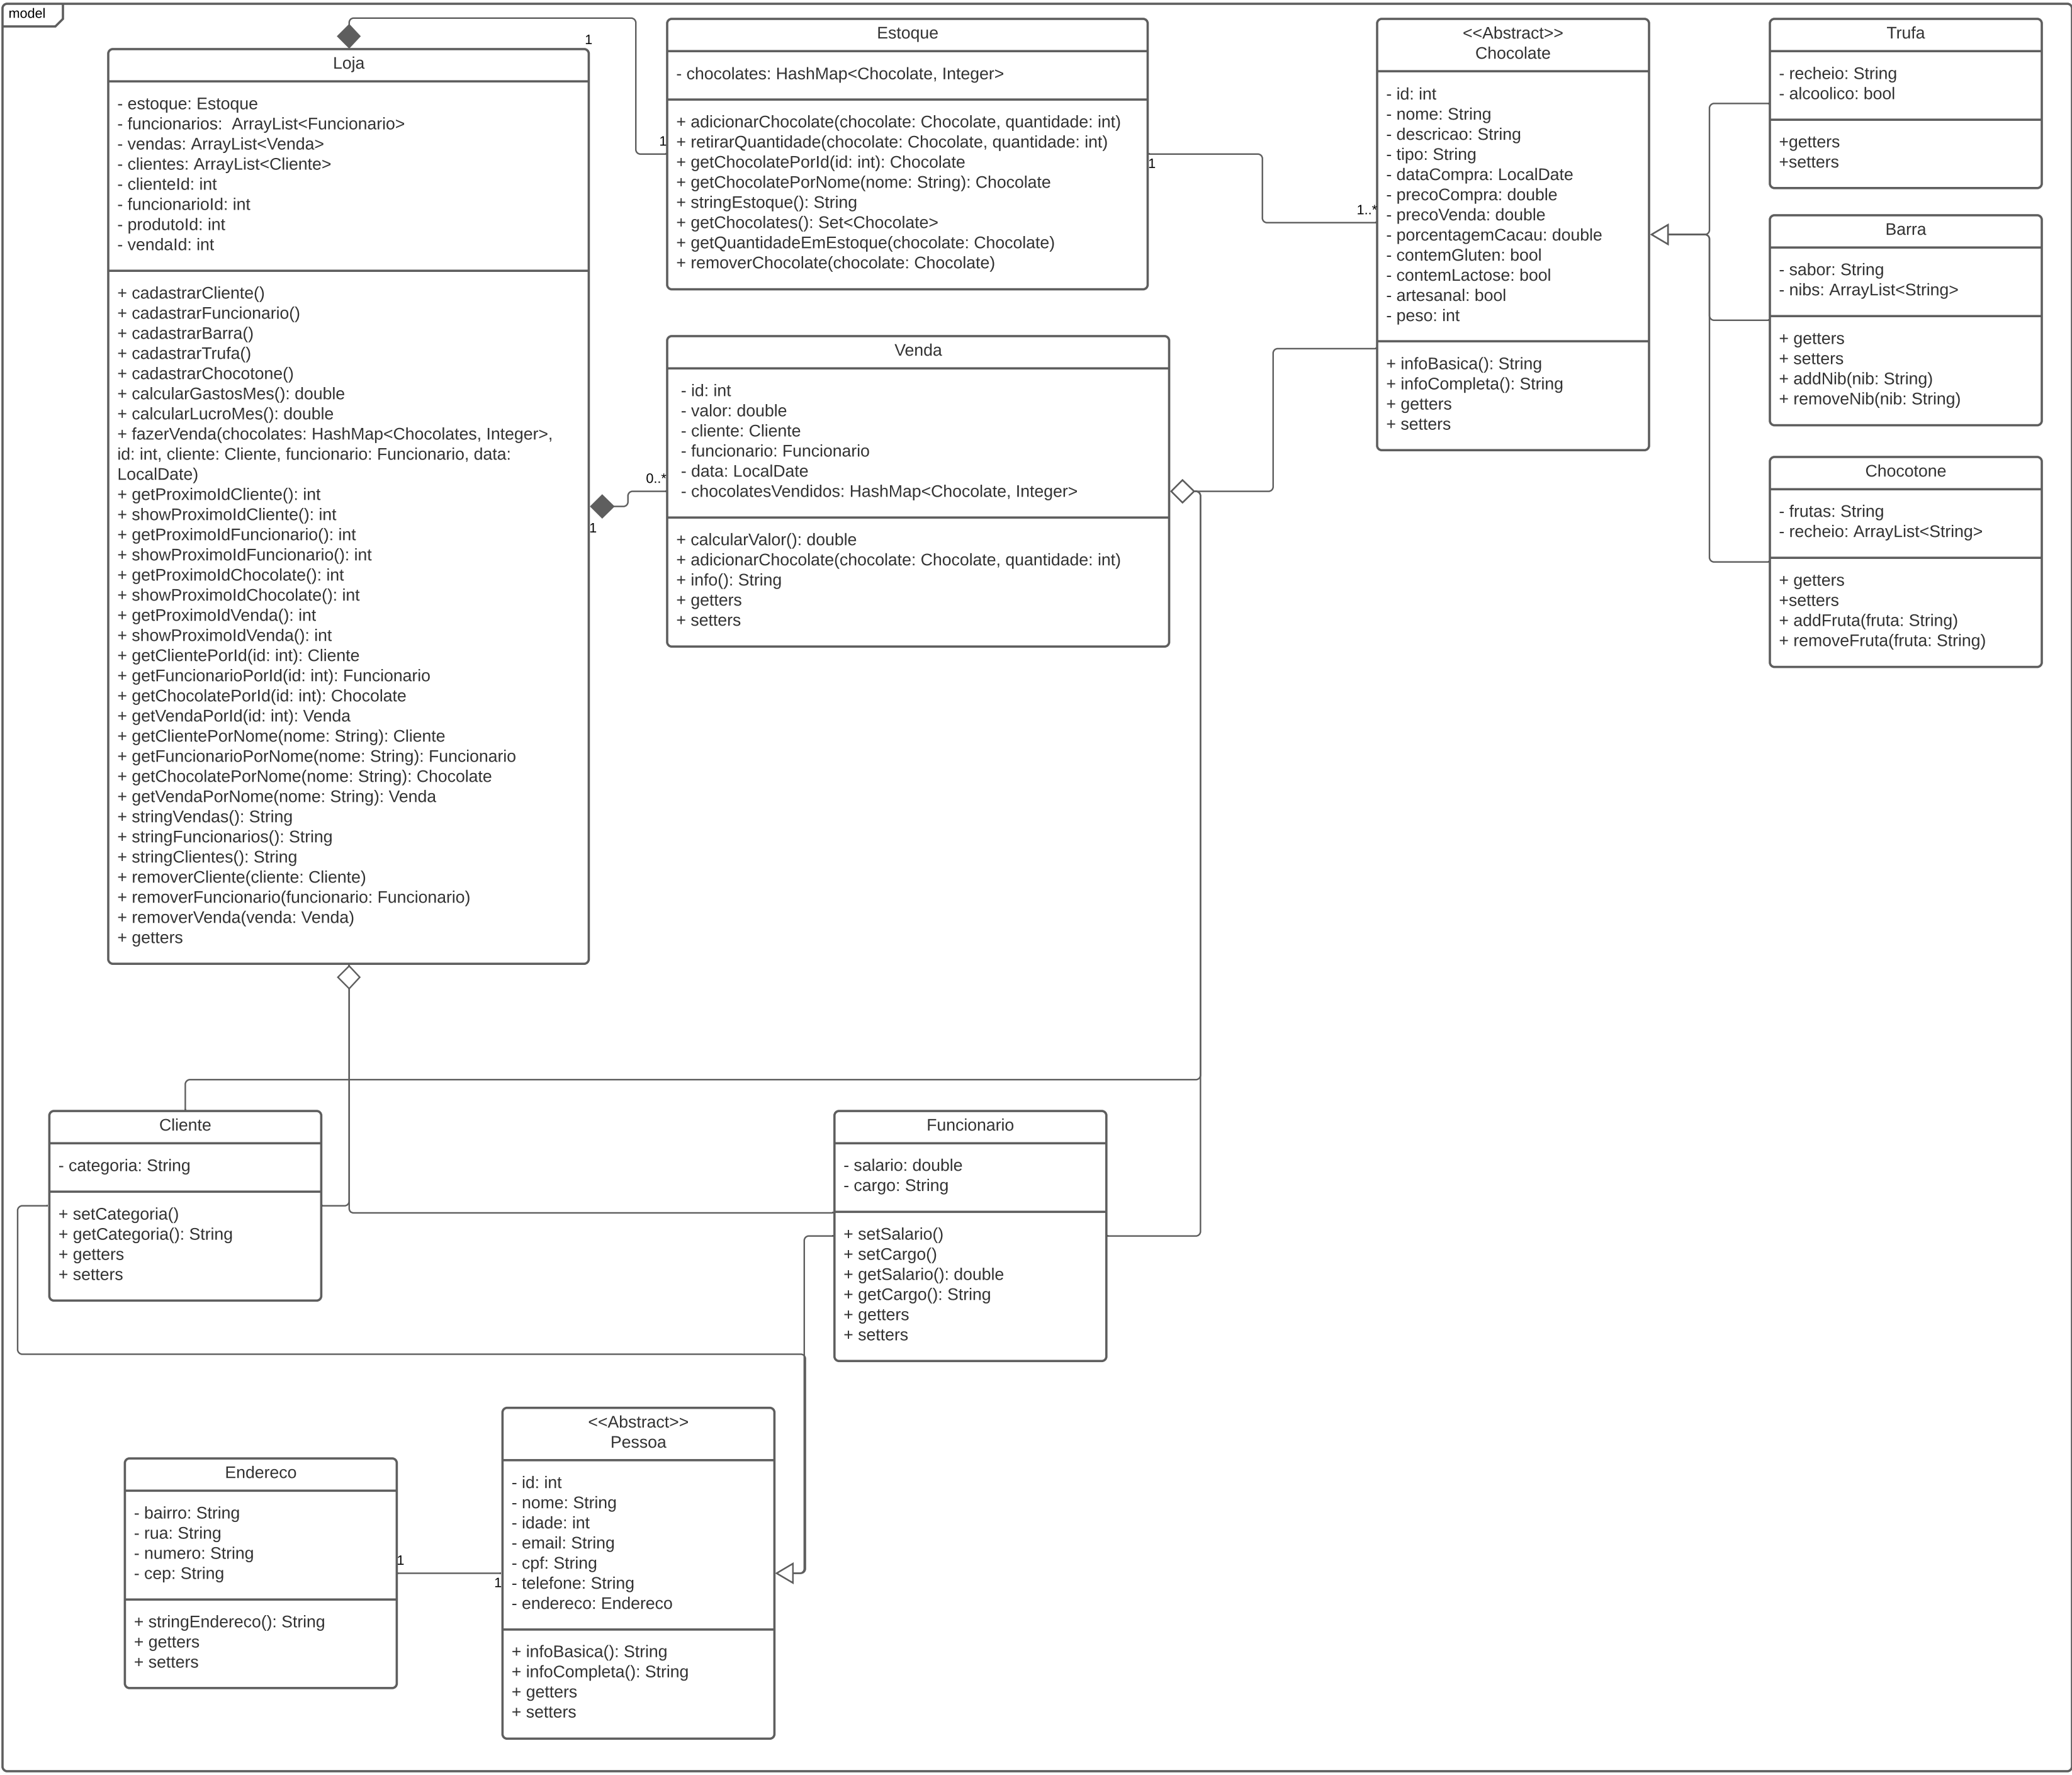 model
Loja
- estoque: Estoque
- funcionarios:  ArrayList<Funcionario>
- vendas: ArrayList<Venda>
- clientes: ArrayList<Cliente>
- clienteId: int
- funcionarioId: int
- produtoId: int
- vendaId: int
+ cadastrarCliente()
+ cadastrarFuncionario()
+ cadastrarBarra()
+ cadastrarTrufa()
+ cadastrarChocotone()
+ calcularGastosMes(): double
+ calcularLucroMes(): double
+ fazerVenda(chocolates: HashMap<Chocolates, Integer>,
id: int, cliente: Cliente, funcionario: Funcionario, data:
LocalDate)
+ getProximoIdCliente(): int
+ showProximoIdCliente(): int
+ getProximoIdFuncionario(): int
+ showProximoIdFuncionario(): int
+ getProximoIdChocolate(): int
+ showProximoIdChocolate(): int
+ getProximoIdVenda(): int
+ showProximoIdVenda(): int
+ getClientePorId(id: int): Cliente
+ getFuncionarioPorId(id: int): Funcionario
+ getChocolatePorId(id: int): Chocolate
+ getVendaPorId(id: int): Venda
+ getClientePorNome(nome: String): Cliente
+ getFuncionarioPorNome(nome: String): Funcionario
+ getChocolatePorNome(nome: String): Chocolate
+ getVendaPorNome(nome: String): Venda
+ stringVendas(): String
+ stringFuncionarios(): String
+ stringClientes(): String
+ removerCliente(cliente: Cliente)
+ removerFuncionario(funcionario: Funcionario)
+ removerVenda(venda: Venda)
+ getters
1
1
Estoque
- chocolates: HashMap<Chocolate, Integer>
+ adicionarChocolate(chocolate: Chocolate, quantidade: int)
+ retirarQuantidade(chocolate: Chocolate, quantidade: int)
+ getChocolatePorId(id: int): Chocolate
+ getChocolatePorNome(nome: String): Chocolate
+ stringEstoque(): String
+ getChocolates(): Set<Chocolate>
+ getQuantidadeEmEstoque(chocolate: Chocolate)
+ removerChocolate(chocolate: Chocolate)
1
1..*
0..*
1
Venda
- id: int
- valor: double
- cliente: Cliente
- funcionario: Funcionario
- data: LocalDate
- chocolatesVendidos: HashMap<Chocolate, Integer>
+ calcularValor(): double
+ adicionarChocolate(chocolate: Chocolate, quantidade: int)
+ info(): String
+ getters
+ setters
<<Abstract>>
Chocolate
- id: int
- nome: String
- descricao: String
- tipo: String
- dataCompra: LocalDate
- precoCompra: double
- precoVenda: double
- porcentagemCacau: double
- contemGluten: bool
- contemLactose: bool
- artesanal: bool
- peso: int
+ infoBasica(): String
+ infoCompleta(): String
+ getters
+ setters
Trufa
- recheio: String
- alcoolico: bool
+getters
+setters
Barra
- sabor: String
- nibs: ArrayList<String>
+ getters
+ setters
+ addNib(nib: String)
+ removeNib(nib: String)
Chocotone
- frutas: String
- recheio: ArrayList<String>
+ getters
+setters
+ addFruta(fruta: String)
+ removeFruta(fruta: String)
Cliente
- categoria: String
+ setCategoria()
+ getCategoria(): String
+ getters
+ setters
Funcionario
- salario: double
- cargo: String
+ setSalario()
+ setCargo()
+ getSalario(): double
+ getCargo(): String
+ getters
+ setters
Endereco
- bairro: String
- rua: String
- numero: String
- cep: String
+ stringEndereco(): String
+ getters
+ setters
1
1
<<Abstract>>
Pessoa
- id: int
- nome: String
- idade: int
- email: String
- cpf: String
- telefone: String
- endereco: Endereco
+ infoBasica(): String
+ infoCompleta(): String
+ getters
+ setters